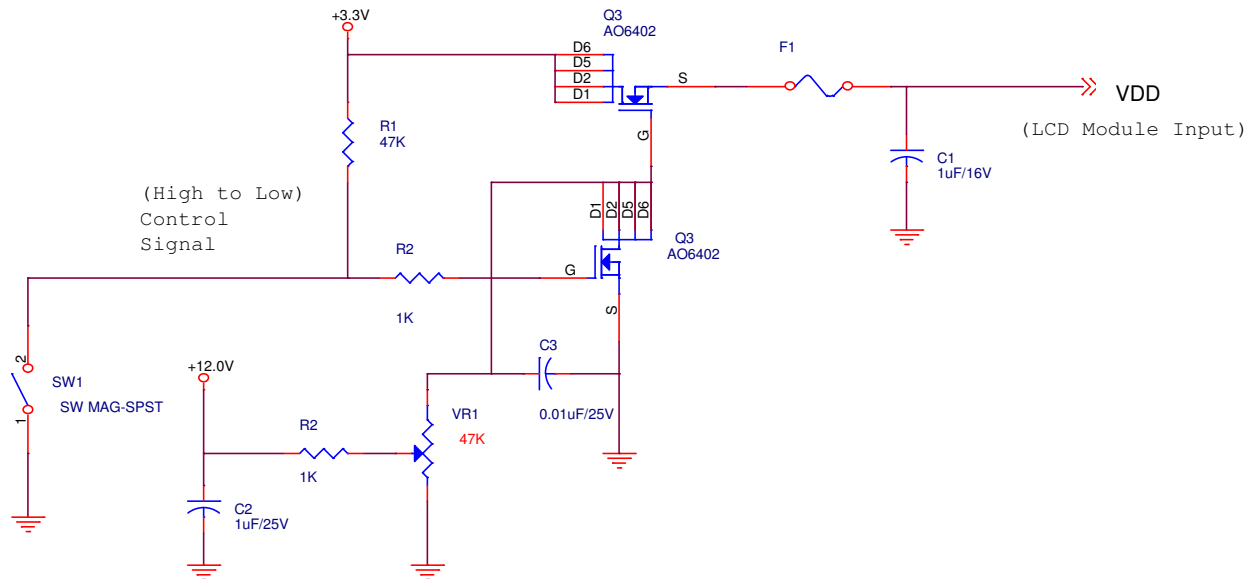 +3.3V
Q3
AO6402
D6
D5
D2
D1
S
G
F1
VDD
(LCD Module Input)
C1
1uF/16V
R1
47K
(High to Low)
Control
Signal
D1
D2
D5
D6
Q3
AO6402
R2
1K
G
S
2
SW1
SW MAG-SPST
1
+12.0V
C3
0.01uF/25V
R2
1K
VR1
47K
C2
1uF/25V